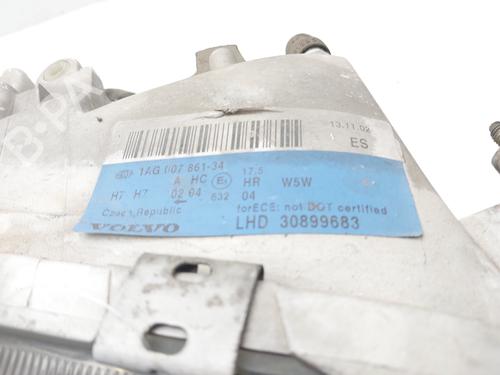 13.11.02
ES
1AG 007 861-34 17,5
A HC E HR W5W
H7 H7 02 04 632 04
Czech Republic forECE: not DOT certified
VOLVO LHD 30899683
B-PA